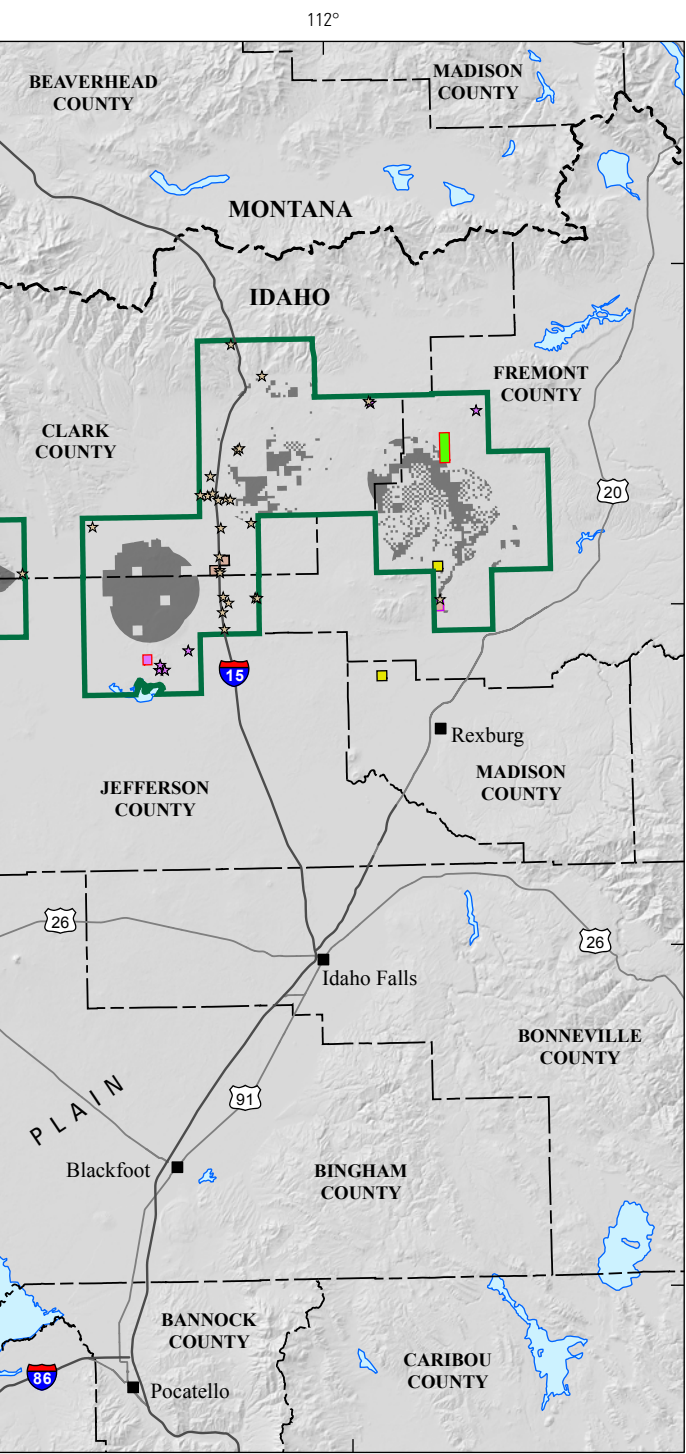 112°
BEAVERHEAD
COUNTY
MADISON
COUNTY
MONTANA
IDAHO
FREMONT
COUNTY
CLARK
COUNTY
20
15
Rexburg
MADISON
COUNTY
JEFFERSON
COUNTY
26
26
Idaho Falls
BONNEVILLE
COUNTY
91
PLAIN
Blackfoot
BINGHAM
COUNTY
BANNOCK
COUNTY
CARIBOU
COUNTY
86
Pocatello